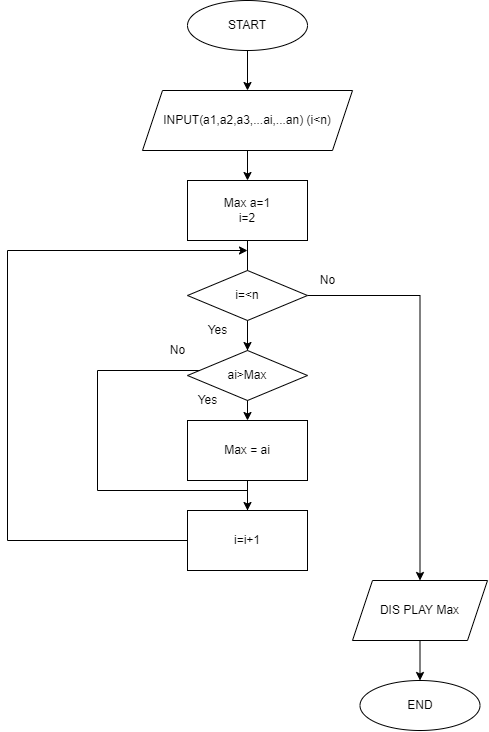 START
INPUT(a1,a2,a3,...ai,...an) (i<n)
Max a=1
i=2
i=<n
No
Yes
No
ai>Max
Yes
Max = ai
i=i+1
DIS PLAY Max
END